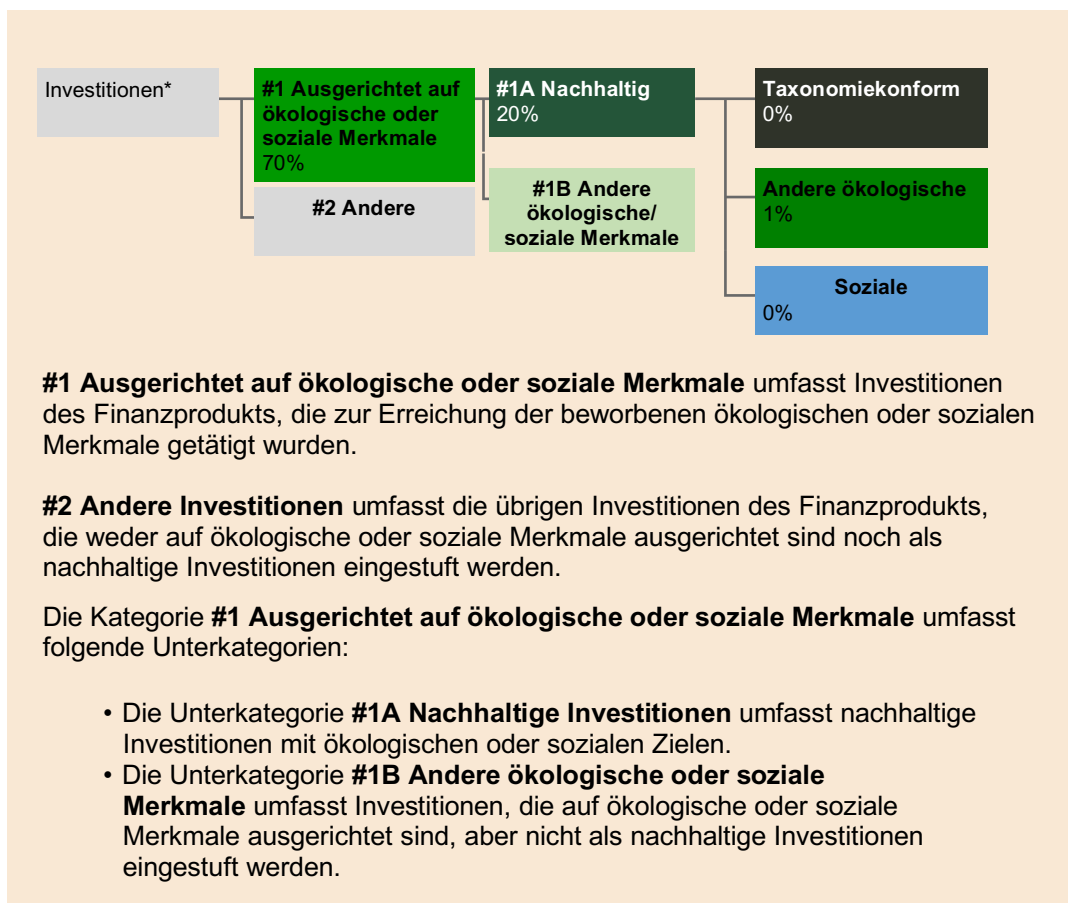 Investitionen*
#1 Ausgerichtet auf
ökologische oder
soziale Merkmale
70%
#2 Andere
#1A Nachhaltig
20%
#1B Andere
ökologische/
soziale Merkmale
Taxonomiekonform
0%
Andere ökologische
1%
Soziale
0%
#1 Ausgerichtet auf ökologische oder soziale Merkmale umfasst Investitionen
des Finanzprodukts, die zur Erreichung der beworbenen ökologischen oder sozialen
Merkmale getätigt wurden.
#2 Andere Investitionen umfasst die übrigen Investitionen des Finanzprodukts,
die weder auf ökologische oder soziale Merkmale ausgerichtet sind noch als
nachhaltige Investitionen eingestuft werden.
Die Kategorie #1 Ausgerichtet auf ökologische oder soziale Merkmale umfasst
folgende Unterkategorien:
• Die Unterkategorie #1A Nachhaltige Investitionen umfasst nachhaltige
Investitionen mit ökologischen oder sozialen Zielen.
• Die Unterkategorie #1B Andere ökologische oder soziale
Merkmale umfasst Investitionen, die auf ökologische oder soziale
Merkmale ausgerichtet sind, aber nicht als nachhaltige Investitionen
eingestuft werden.